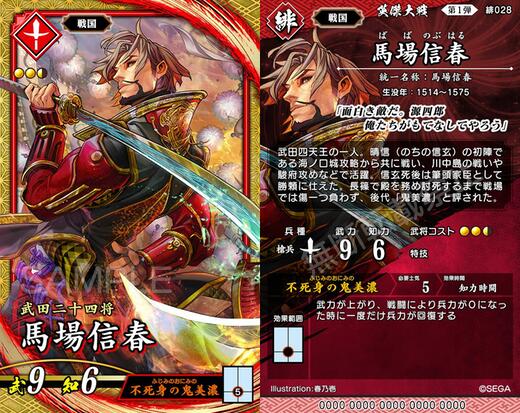 戦国
SAMPLE
武田二十四将
馬場信春
武9 知6
ふじみのおにみの
不死身の鬼美濃
5
緋
戦国
英傑大戦
第1弾
緋028
ば ば のぶ はる
馬場信春
統一名称：馬場信春
生没年：1514～1575
「面白き敵だ。源四郎
俺たちがもてなしてやろう」
武田四天王の一人。晴信（のちの信玄）の初陣で
ある海ノ口城攻略から共に戦い、川中島の戦いや
駿府攻めなどで活躍。信玄死後は筆頭家臣として
勝頼に仕えた。長篠で殿を務め討死するまで戦場
では傷一つ負わず、後代「鬼美濃」と評された。
兵種 武力 知力 武将コスト
槍兵 9 6
特技
ふじみのおにみの
不死身の鬼美濃
必要士気 効果時間
5 知力時間
効果範囲
武力が上がり、戦闘により兵力が0になった
時に一度だけ兵力が回復する
Illustration：春乃壱
©SEGA
0000-0000-0000-0000-0000